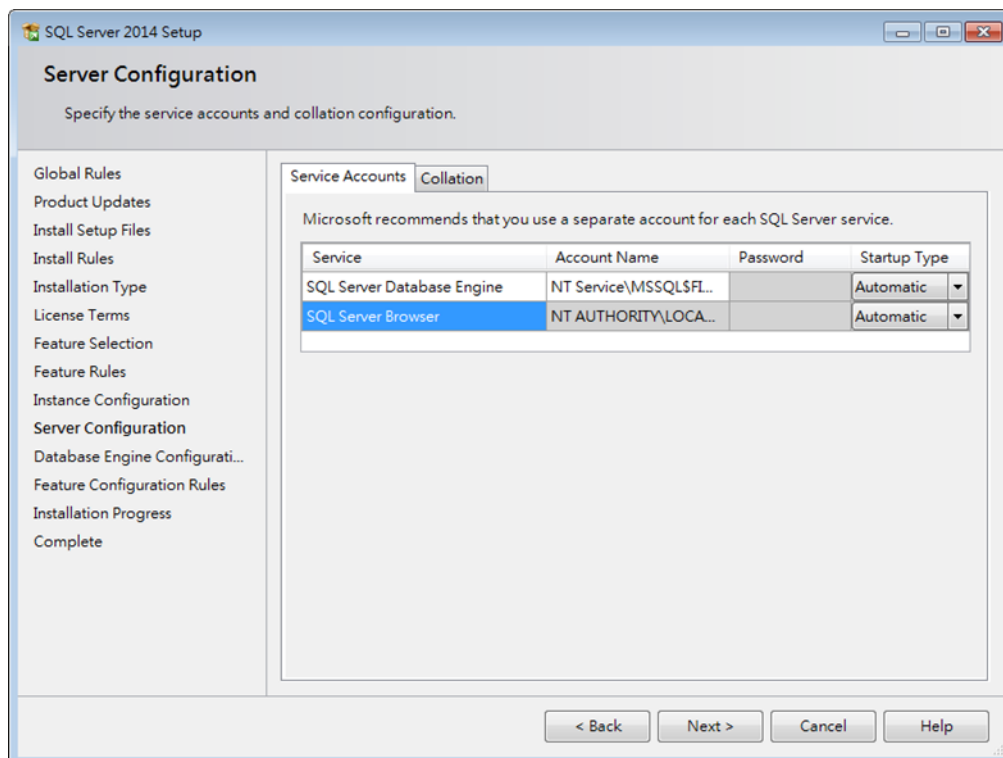 SQL Server 2014 Setup
Server Configuration
Specify the service accounts and collation configuration.
Global Rules
Product Updates
Install Setup Files
Install Rules
Installation Type
License Terms
Feature Selection
Feature Rules
Instance Configuration
Server Configuration
Database Engine Configurati...
Feature Configuration Rules
Installation Progress
Complete
Service Accounts Collation
Microsoft recommends that you use a separate account for each SQL Server service.
Service Account Name Password Startup Type
SQL Server Database Engine NT Service\MSSQL$FI... Automatic
SQL Server Browser NT AUTHORITY\LOCA... Automatic
< Back Next > Cancel Help